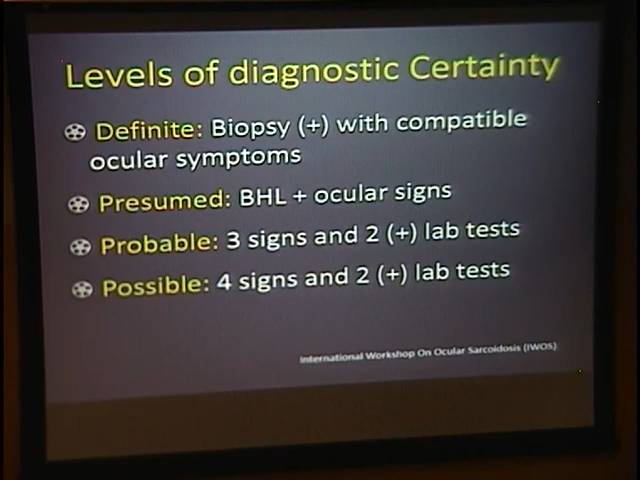 Levels of diagnostic Certainty
Definite: Biopsy (+) with compatible
ocular symptoms
Presumed: BHL + ocular signs
Probable: 3 signs and 2 (+) lab tests
Possible: 4 signs and 2 (+) lab tests
International Workshop On Ocular Sarcoidosis (IWOS)